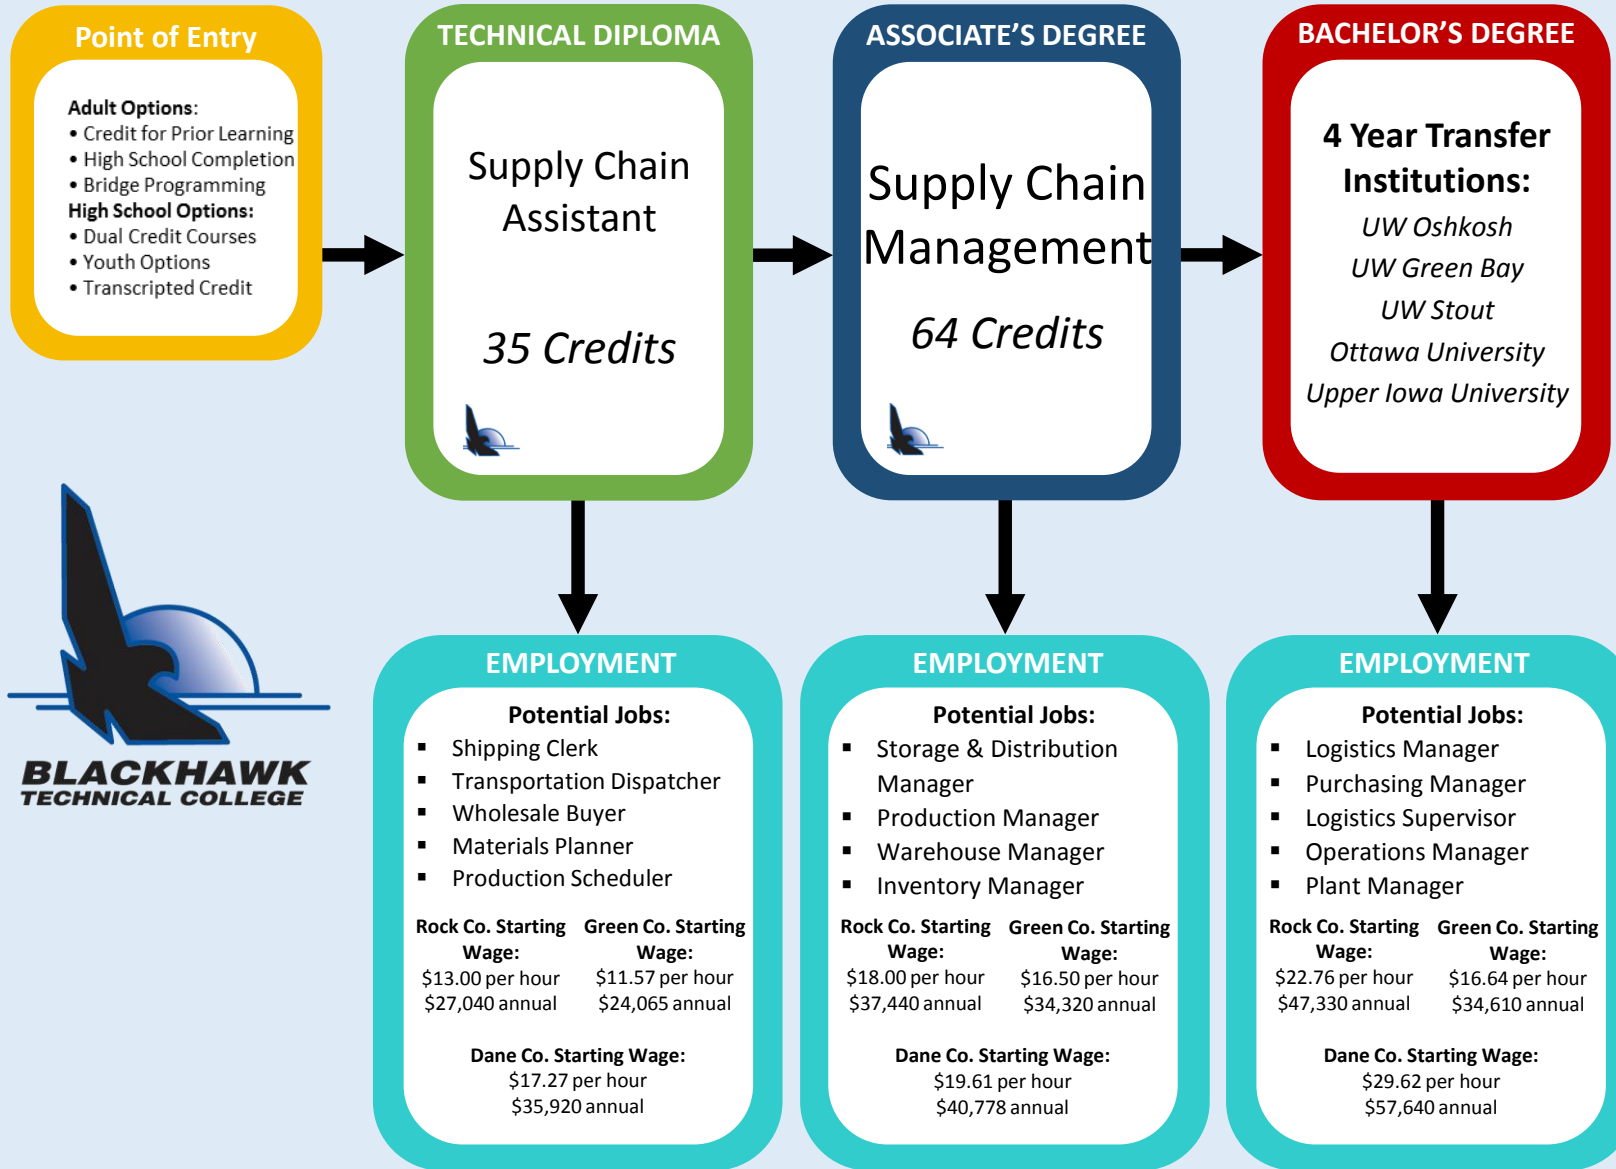 Point of Entry
Adult Options:
• Credit for Prior Learning
• High School Completion
• Bridge Programming
High School Options:
• Dual Credit Courses
• Youth Options
• Transcripted Credit
TECHNICAL DIPLOMA
Supply Chain
Assistant
35 Credits
ASSOCIATE'S DEGREE
Supply Chain
Management
64 Credits
BACHELOR'S DEGREE
4 Year Transfer
Institutions:
UW Oshkosh
UW Green Bay
UW Stout
Ottawa University
Upper Iowa University
BLACKHAWK
TECHNICAL COLLEGE
EMPLOYMENT
Potential Jobs:
▪ Shipping Clerk
▪ Transportation Dispatcher
▪ Wholesale Buyer
▪ Materials Planner
▪ Production Scheduler
Rock Co. Starting
Wage:
$13.00 per hour
$27,040 annual
Green Co. Starting
Wage:
$11.57 per hour
$24,065 annual
Dane Co. Starting Wage:
$17.27 per hour
$35,920 annual
EMPLOYMENT
Potential Jobs:
▪ Storage & Distribution
Manager
▪ Production Manager
▪ Warehouse Manager
▪ Inventory Manager
Rock Co. Starting
Wage:
$18.00 per hour
$37,440 annual
Green Co. Starting
Wage:
$16.50 per hour
$34,320 annual
Dane Co. Starting Wage:
$19.61 per hour
$40,778 annual
EMPLOYMENT
Potential Jobs:
▪ Logistics Manager
▪ Purchasing Manager
▪ Logistics Supervisor
▪ Operations Manager
▪ Plant Manager
Rock Co. Starting
Wage:
$22.76 per hour
$47,330 annual
Green Co. Starting
Wage:
$16.64 per hour
$34,610 annual
Dane Co. Starting Wage:
$29.62 per hour
$57,640 annual